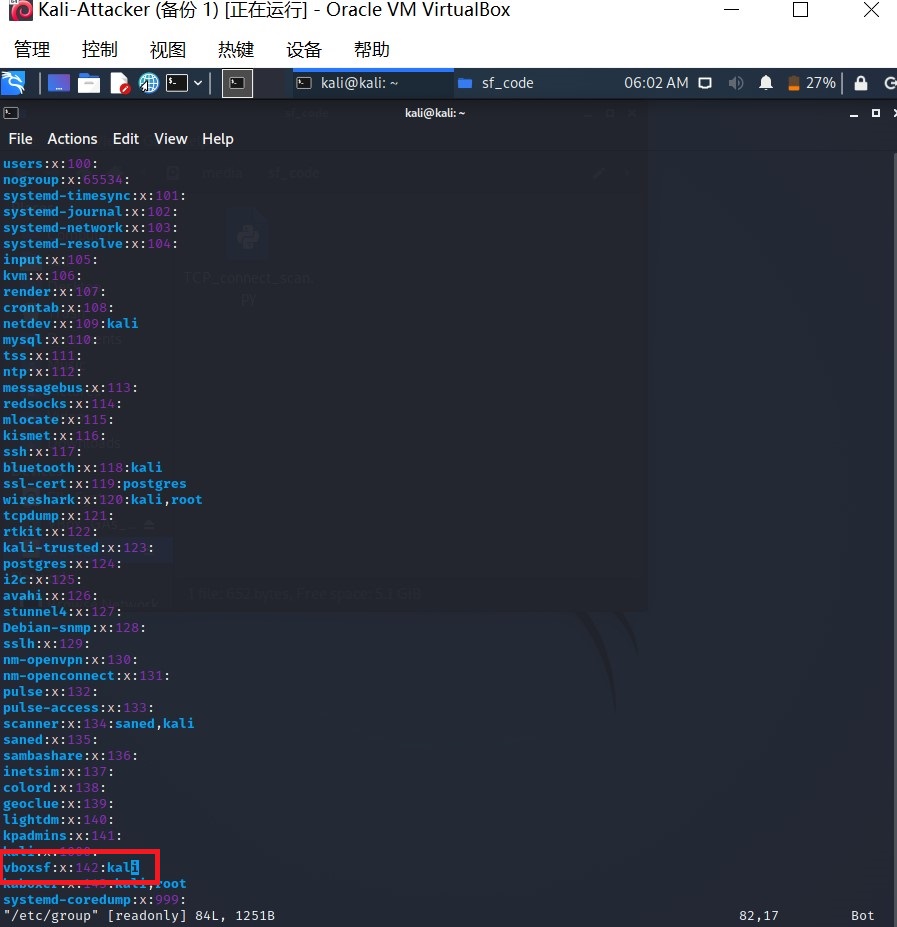 Kali-Attacker (备份 1) [正在运行] - Oracle VM VirtualBox
管理 控制 视图 热键 设备 帮助
kali@kali: ~ sf_code 06:02 AM 27%
kali@kali: ~
File Actions Edit View Help
users:x:100:
nogroup:x:65534:
systemd-timesync:x:101:
systemd-journal:x:102:
systemd-network:x:103:
systemd-resolve:x:104:
input:x:105:
kvm:x:106:
render:x:107:
crontab:x:108:
netdev:x:109:kali
mysql:x:110:
tss:x:111:
ntp:x:112:
messagebus:x:113:
redsocks:x:114:
mlocate:x:115:
kismet:x:116:
ssh:x:117:
bluetooth:x:118:kali
ssl-cert:x:119:postgres
wireshark:x:120:kali,root
tcpdump:x:121:
rtkit:x:122:
kali-trusted:x:123:
postgres:x:124:
i2c:x:125:
avahi:x:126:
stunnel4:x:127:
Debian-snmp:x:128:
sslh:x:129:
nm-openvpn:x:130:
nm-openconnect:x:131:
pulse:x:132:
pulse-access:x:133:
scanner:x:134:saned,kali
saned:x:135:
sambashare:x:136:
inetsim:x:137:
colord:x:138:
geoclue:x:139:
lightdm:x:140:
kpadmins:x:141:
kali:x:1000:
vboxsf:x:142:kali
kaboxer:x:143:kali,root
systemd-coredump:x:999:
"/etc/group" [readonly] 84L, 1251B 82,17 Bot